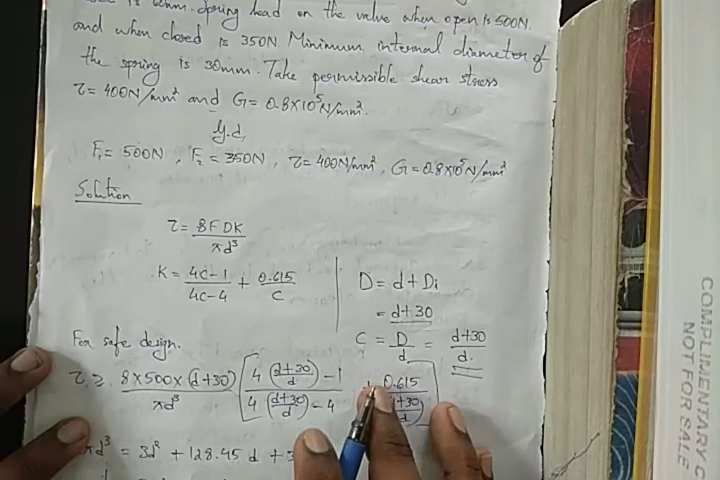 is 60mm. Spring load on the valve when open is 500N.
and when closed is 350N. Minimum internal diameter of
the spring is 30mm. Take permissible shear stress
τ = 400N/mm² and G = 0.8×10⁵N/mm².
g.d,
F₁ = 500N, F₂ = 350N, τ = 400N/mm², G = 0.8×10⁵N/mm²
Solution
τ = 8FDK / πd³
K = (4C-1)/(4C-4) + 0.615/C
D = d + Di
= d+30
C = D/d = (d+30)/d
For safe design.
τ ≥ 8×500×(d+30) / πd³ [ (4((d+30)/d) - 1) / (4((d+30)/d) - 4) + 0.615 / ((d+30)/d) ]
πd³ = 3d² + 128.45 d +
COMPLIMENTARY C
NOT FOR SALE